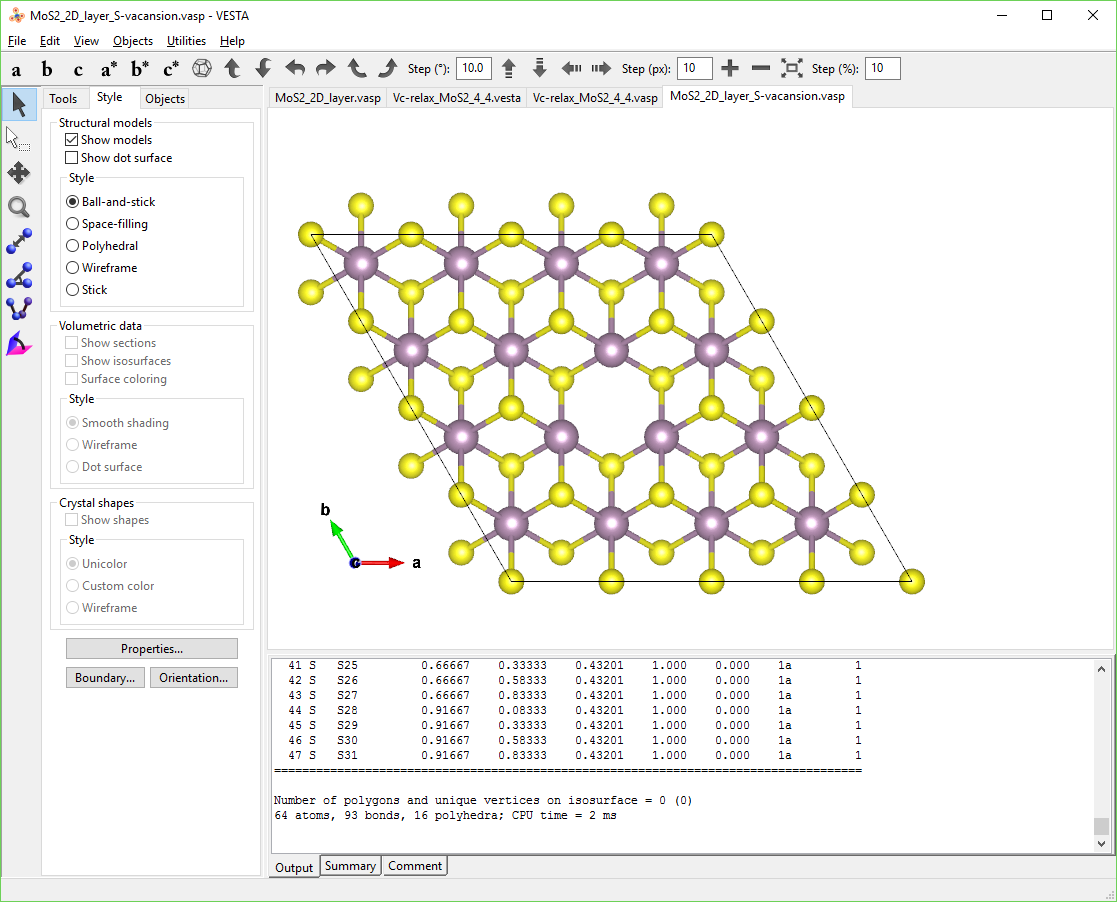 MoS2_2D_layer_S-vacansion.vasp - VESTA
File Edit View Objects Utilities Help
a b c a* b* c* Step (°): 10.0 Step (px): 10 Step (%): 10
Tools Style Objects
MoS2_2D_layer.vasp Vc-relax_MoS2_4_4.vesta Vc-relax_MoS2_4_4.vasp MoS2_2D_layer_S-vacansion.vasp
Structural models
Show models
Show dot surface
Style
Ball-and-stick
Space-filling
Polyhedral
Wireframe
Stick
Volumetric data
Show sections
Show isosurfaces
Surface coloring
Style
Smooth shading
Wireframe
Dot surface
Crystal shapes
Show shapes
Style
Unicolor
Custom color
Wireframe
Properties...
Boundary... Orientation...
b
c a
41 S S25 0.66667 0.33333 0.43201 1.000 0.000 1a 1
42 S S26 0.66667 0.58333 0.43201 1.000 0.000 1a 1
43 S S27 0.66667 0.83333 0.43201 1.000 0.000 1a 1
44 S S28 0.91667 0.08333 0.43201 1.000 0.000 1a 1
45 S S29 0.91667 0.33333 0.43201 1.000 0.000 1a 1
46 S S30 0.91667 0.58333 0.43201 1.000 0.000 1a 1
47 S S31 0.91667 0.83333 0.43201 1.000 0.000 1a 1
Number of polygons and unique vertices on isosurface = 0 (0)
64 atoms, 93 bonds, 16 polyhedra; CPU time = 2 ms
Output Summary Comment